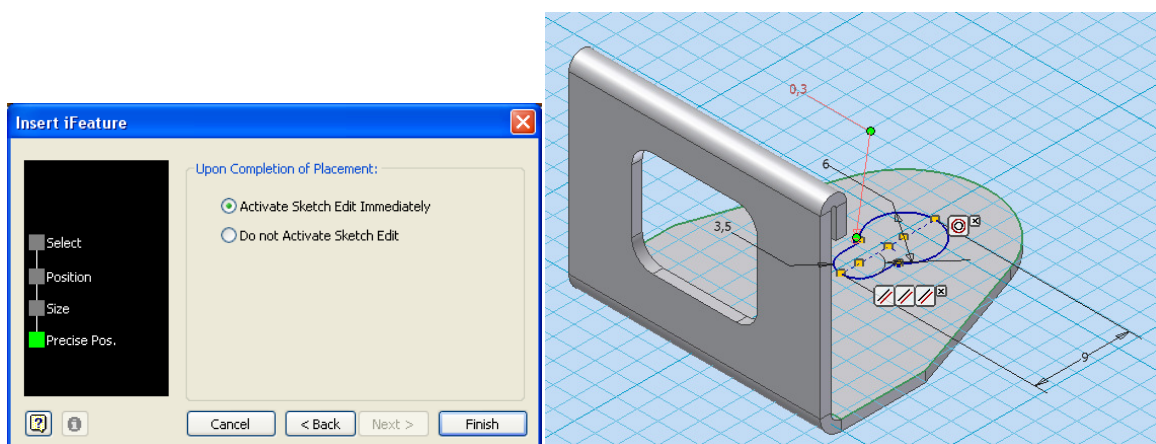 Insert iFeature
Upon Completion of Placement:
Activate Sketch Edit Immediately
Do not Activate Sketch Edit
Select
Position
Size
Precise Pos.
Cancel
< Back
Next >
Finish
0,3
6
3,5
9